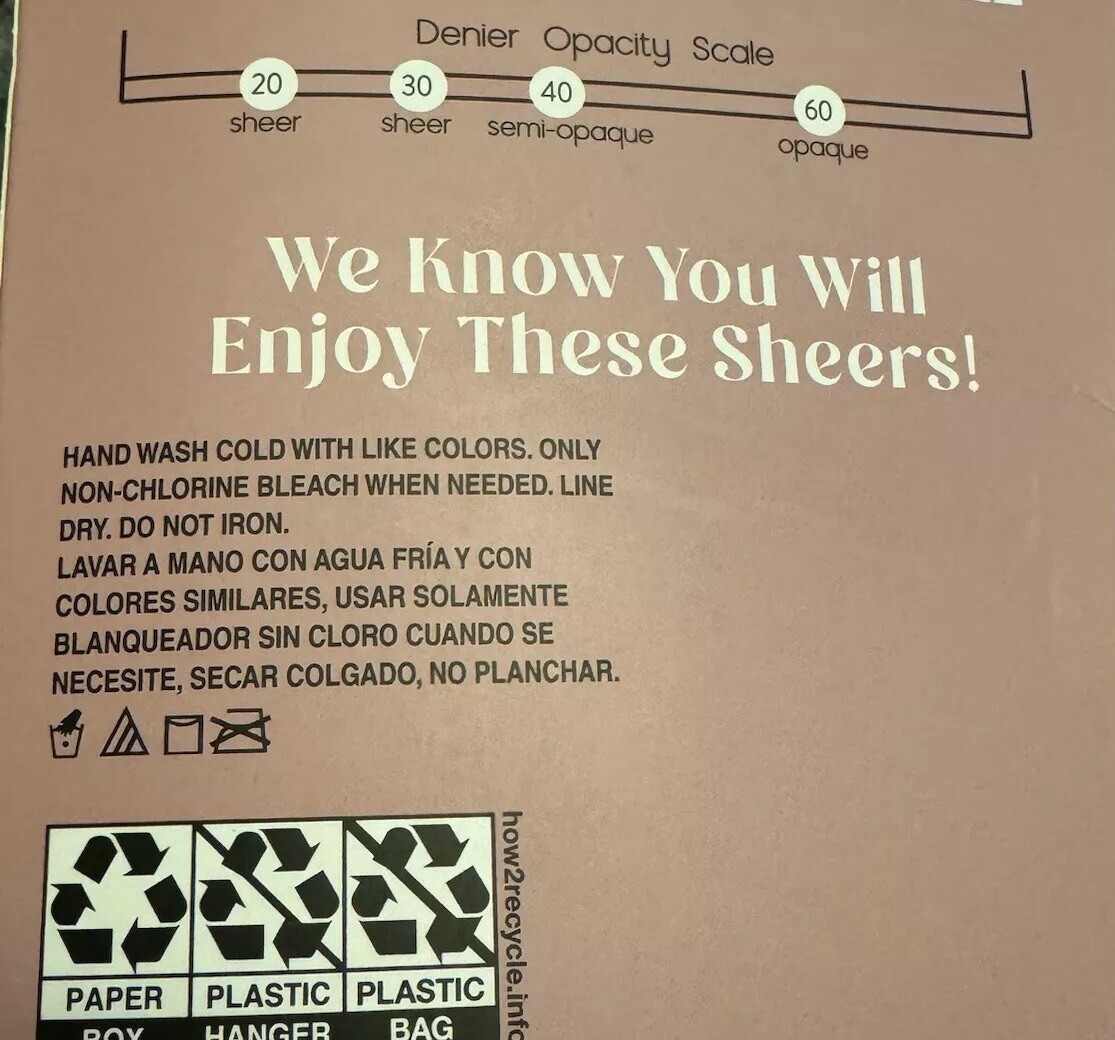 Denier Opacity Scale
20 30 40 60
sheer sheer semi-opaque opaque
We Know You Will
Enjoy These Sheers!
HAND WASH COLD WITH LIKE COLORS. ONLY
NON-CHLORINE BLEACH WHEN NEEDED. LINE
DRY. DO NOT IRON.
LAVAR A MANO CON AGUA FRÍA Y CON
COLORES SIMILARES, USAR SOLAMENTE
BLANQUEADOR SIN CLORO CUANDO SE
NECESITE, SECAR COLGADO, NO PLANCHAR.
how2recycle.info
PAPER PLASTIC PLASTIC
BOX HANGER BAG